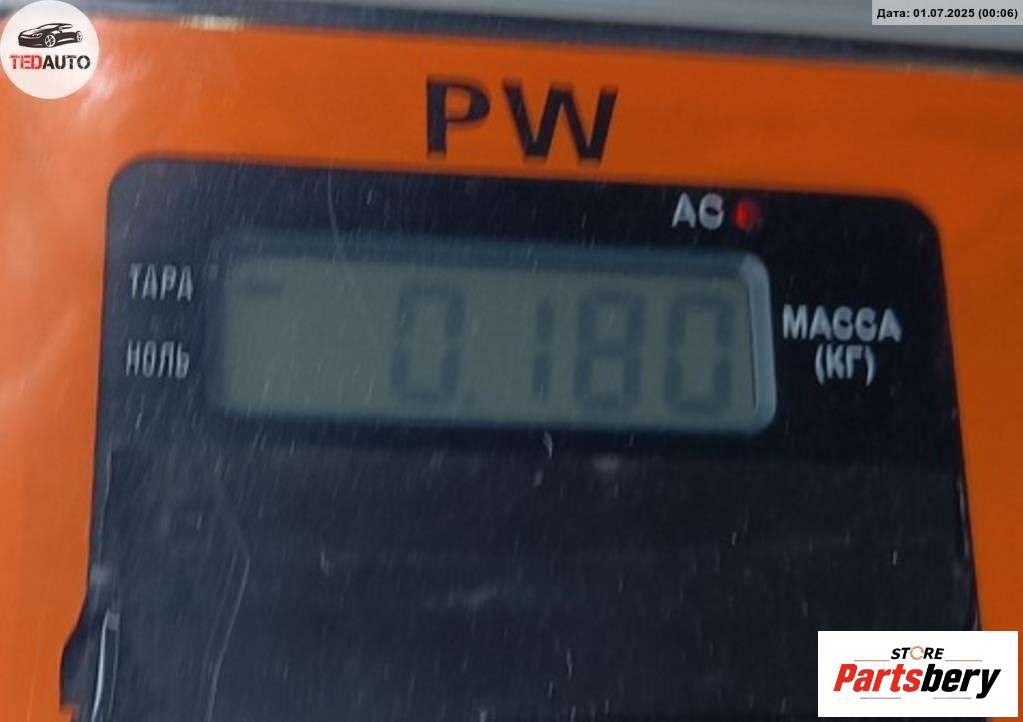 Дата: 01.07.2025 (00:06)
TEDAUTO
PW
AC
ТАРА
НОЛЬ
0.180
МАССА
(КГ)
STORE
Partsbery